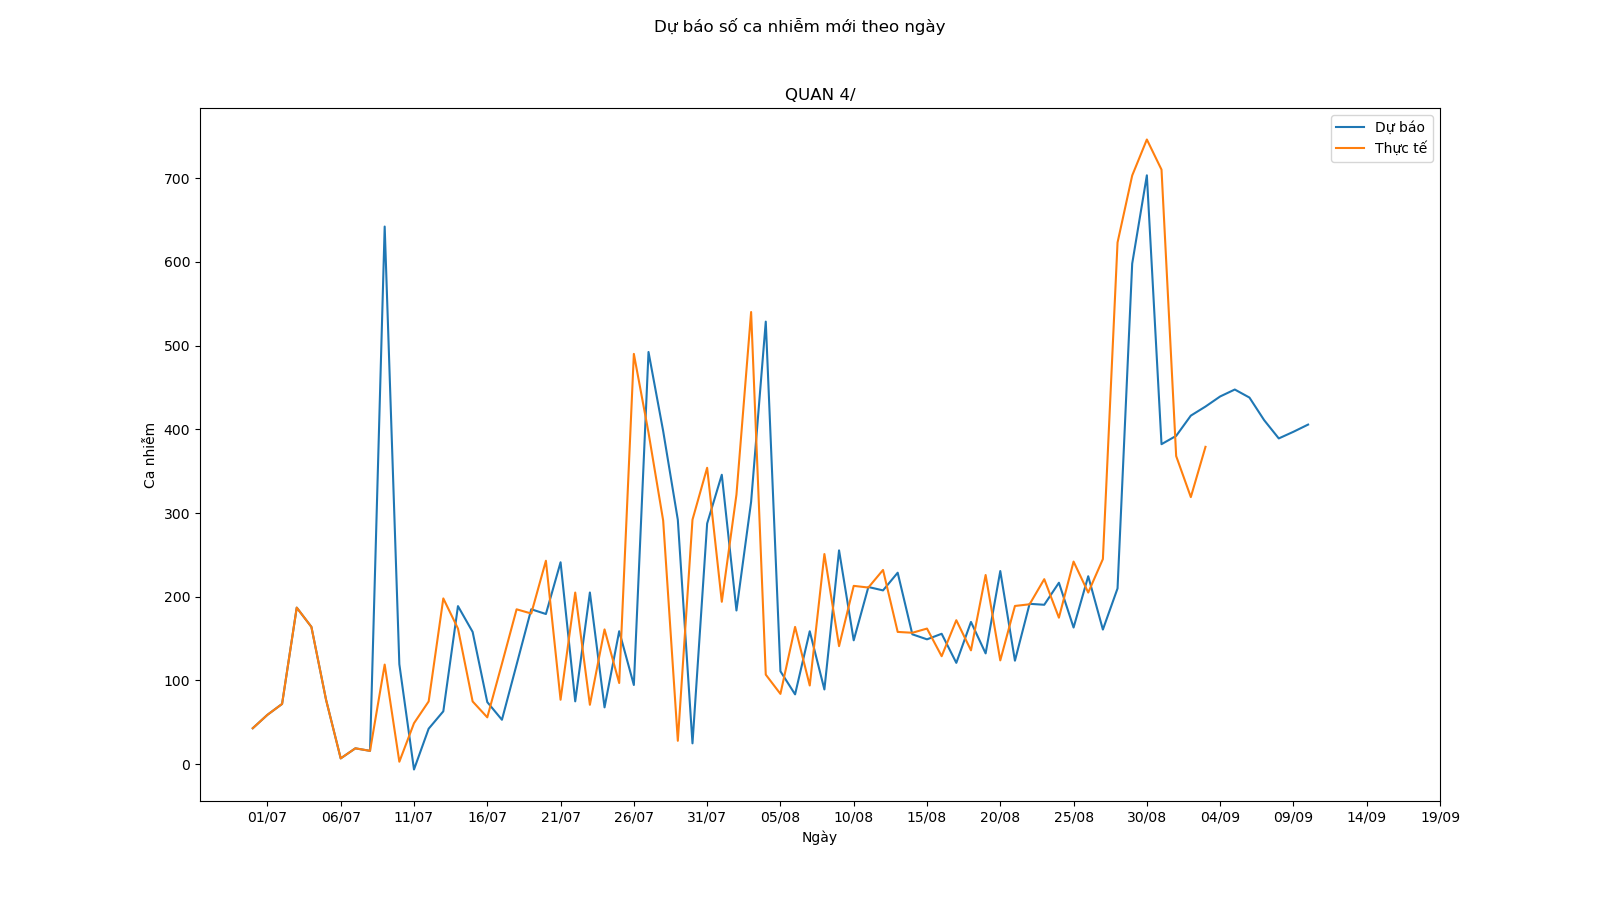 Dự báo số ca nhiễm mới theo ngày
QUAN 4/
Dự báo
Thực tế
700
600
500
400
300
200
100
0
Ca nhiễm
01/07 06/07 11/07 16/07 21/07 26/07 31/07 05/08 10/08 15/08 20/08 25/08 30/08 04/09 09/09 14/09 19/09
Ngày